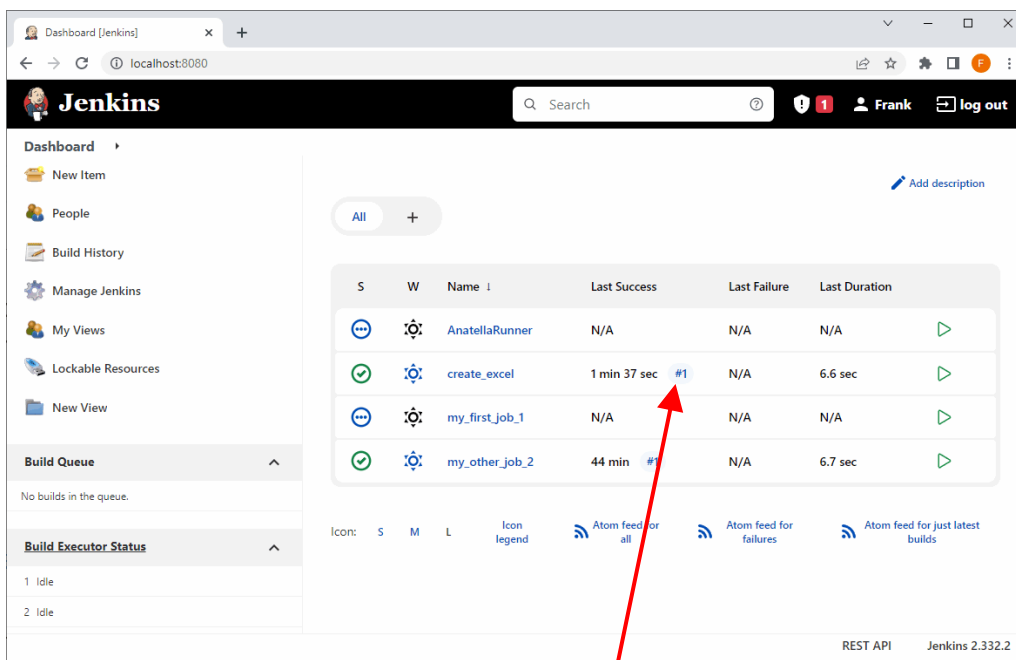 Dashboard [Jenkins]
localhost:8080
F
Jenkins
Search
1
Frank
log out
Dashboard
New Item
People
Build History
Manage Jenkins
My Views
Lockable Resources
New View
Build Queue
No builds in the queue.
Build Executor Status
1 Idle
2 Idle
Add description
All +
S W Name ↓ Last Success Last Failure Last Duration
AnatellaRunner N/A N/A N/A
create_excel 1 min 37 sec #1 N/A 6.6 sec
my_first_job_1 N/A N/A N/A
my_other_job_2 44 min #1 N/A 6.7 sec
Icon: S M L
Icon
legend
Atom feed for
all
Atom feed for
failures
Atom feed for just latest
builds
REST API Jenkins 2.332.2